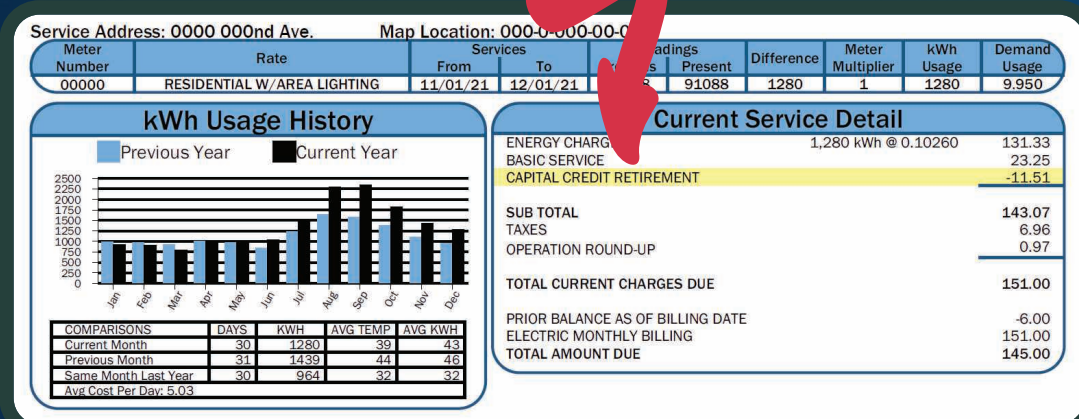 Service Address: 0000 000nd Ave. Map Location: 000-0-000-00-0
Meter Number Rate Services From To Present Difference Meter Multiplier kWh Usage Demand Usage
00000 RESIDENTIAL W/AREA LIGHTING 11/01/21 12/01/21 91088 1280 1 1280 9.950
kWh Usage History
Previous Year Current Year
2500
2250
2000
1750
1500
1250
1000
750
500
250
0
Jan Feb Mar Apr May Jun Jul Aug Sep Oct Nov Dec
COMPARISONS DAYS KWH AVG TEMP AVG KWH
Current Month 30 1280 39 43
Previous Month 31 1439 44 46
Same Month Last Year 30 964 32 32
Avg Cost Per Day: 5.03
Current Service Detail
ENERGY CHARG 1,280 kWh @ 0.10260 131.33
BASIC SERVICE 23.25
CAPITAL CREDIT RETIREMENT -11.51
SUB TOTAL 143.07
TAXES 6.96
OPERATION ROUND-UP 0.97
TOTAL CURRENT CHARGES DUE 151.00
PRIOR BALANCE AS OF BILLING DATE -6.00
ELECTRIC MONTHLY BILLING 151.00
TOTAL AMOUNT DUE 145.00